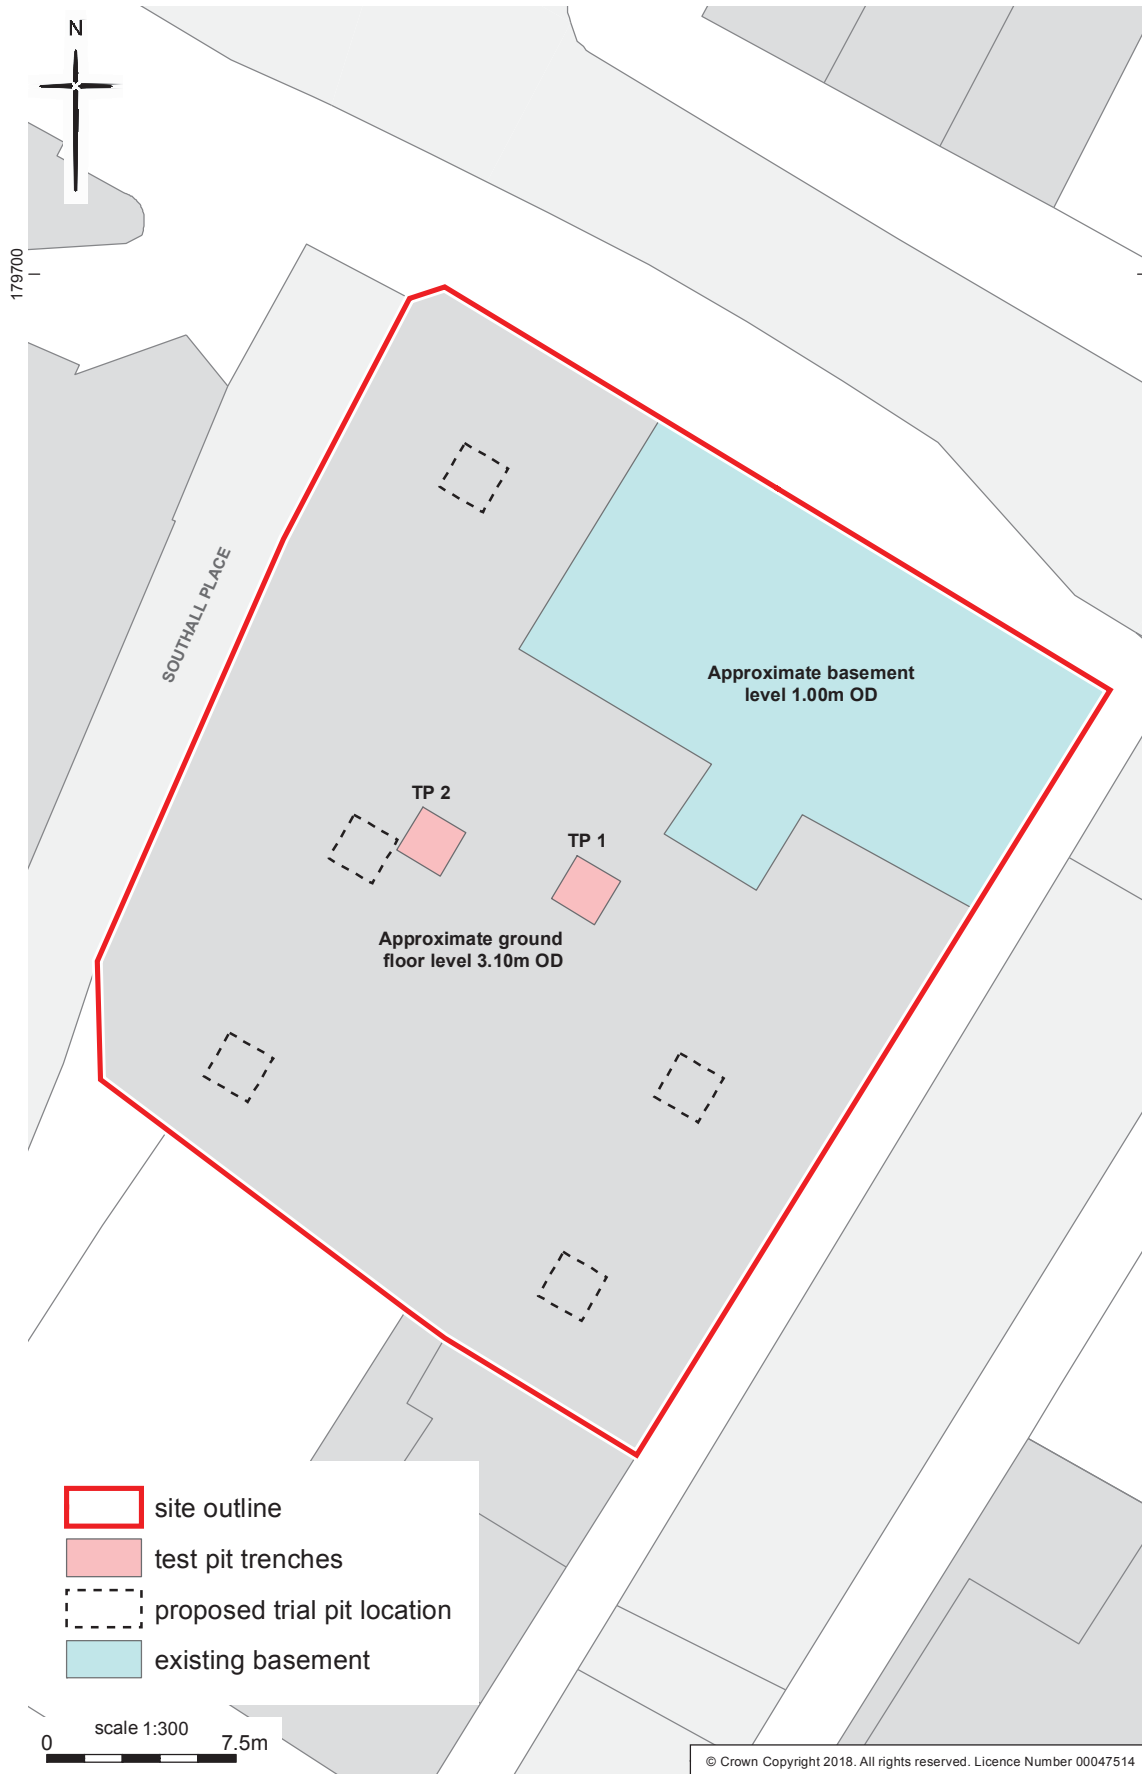 N
179700
SOUTHALL PLACE
Approximate basement
level 1.00m OD
TP 2
TP 1
Approximate ground
floor level 3.10m OD
site outline
test pit trenches
proposed trial pit location
existing basement
scale 1:300
0 7.5m
© Crown Copyright 2018. All rights reserved. Licence Number 00047514